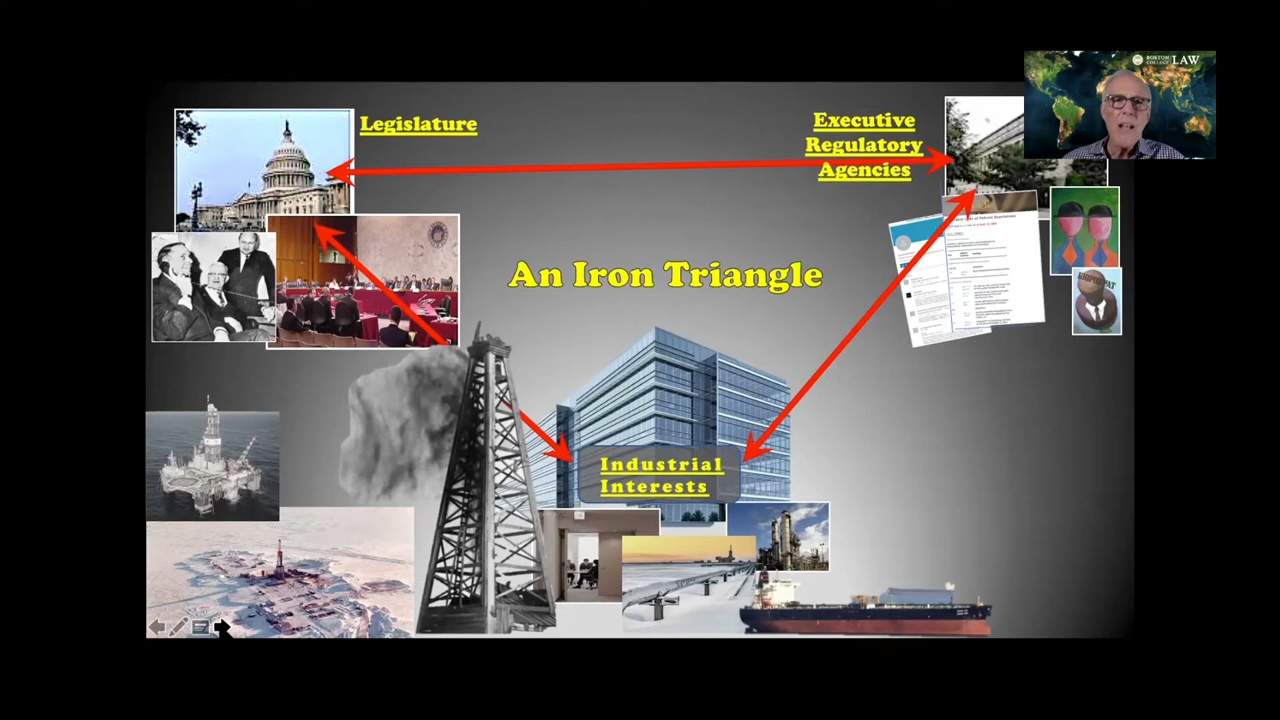 BOSTON
COLLEGE
LAW
Legislature
Executive
Regulatory
Agencies
An Iron Triangle
Industrial
Interests